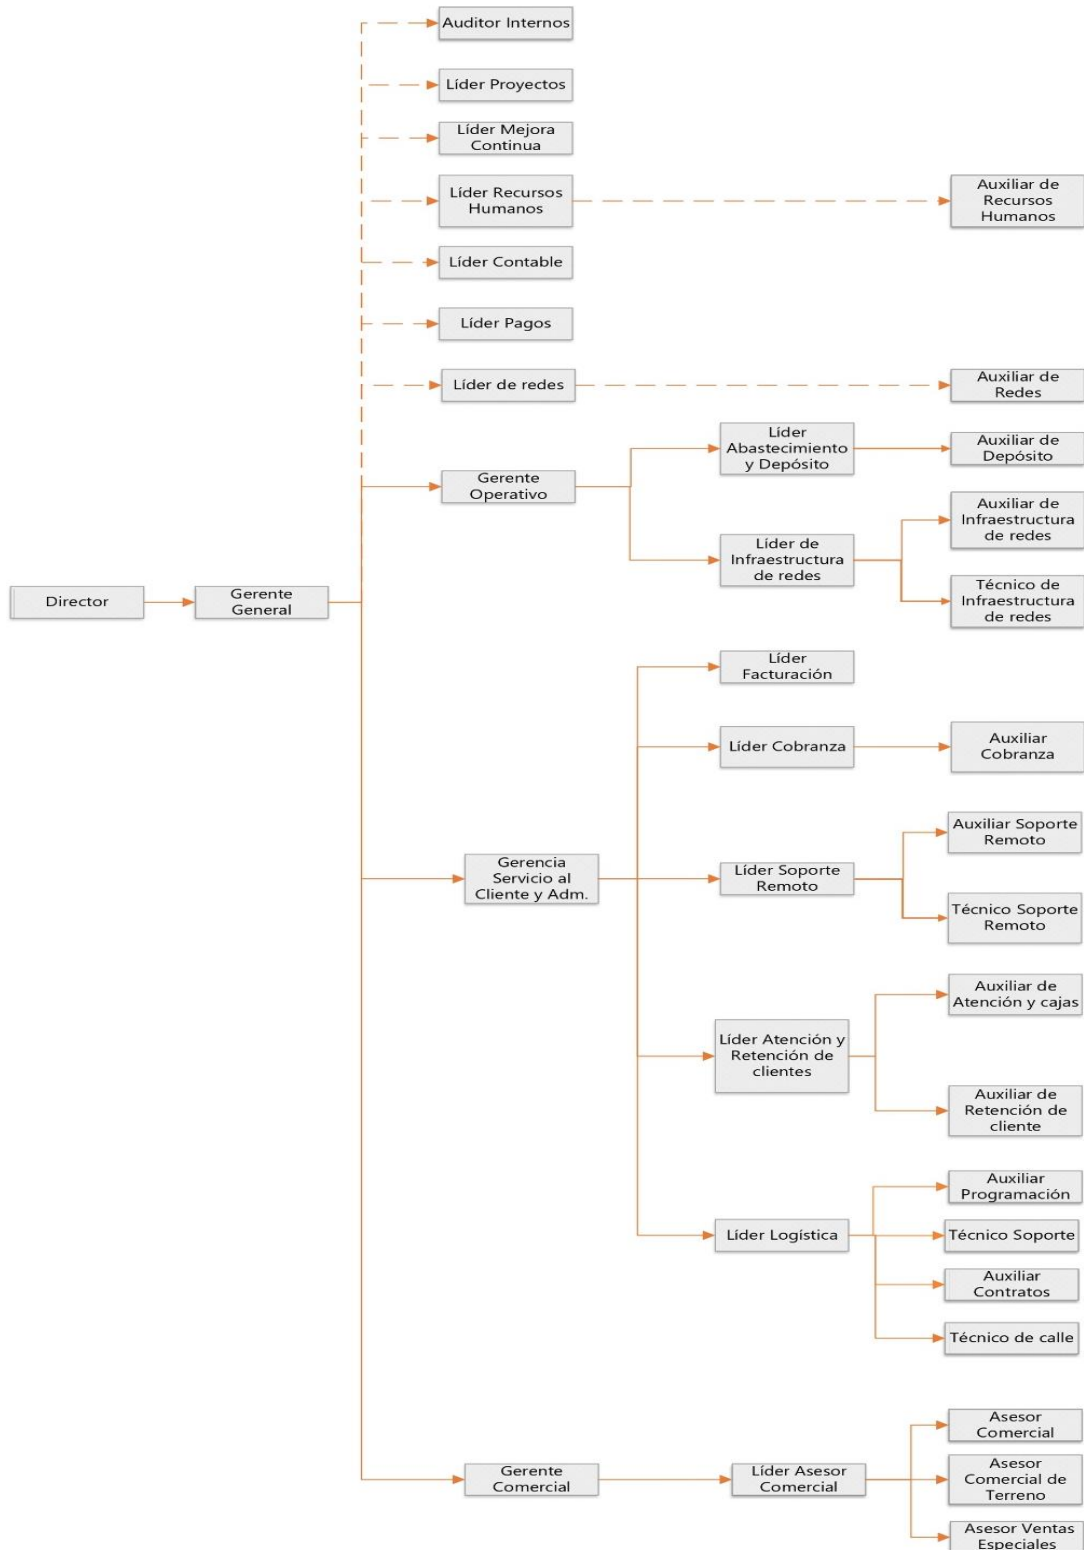 Auditor Internos
Líder Proyectos
Líder Mejora
Continua
Líder Recursos
Humanos
Auxiliar de
Recursos
Humanos
Líder Contable
Líder Pagos
Líder de redes
Auxiliar de
Redes
Líder
Abastecimiento
y Depósito
Auxiliar de
Depósito
Gerente
Operativo
Auxiliar de
Infraestructura
de redes
Líder de
Infraestructura
de redes
Técnico de
Infraestructura
de redes
Director
Gerente
General
Líder
Facturación
Líder Cobranza
Auxiliar
Cobranza
Auxiliar Soporte
Remoto
Gerencia
Servicio al
Cliente y Adm.
Líder Soporte
Remoto
Técnico Soporte
Remoto
Auxiliar de
Atención y cajas
Líder Atención y
Retención de
clientes
Auxiliar de
Retención de
cliente
Auxiliar
Programación
Líder Logística
Técnico Soporte
Auxiliar
Contratos
Técnico de calle
Asesor
Comercial
Gerente
Comercial
Líder Asesor
Comercial
Asesor
Comercial de
Terreno
Asesor Ventas
Especiales